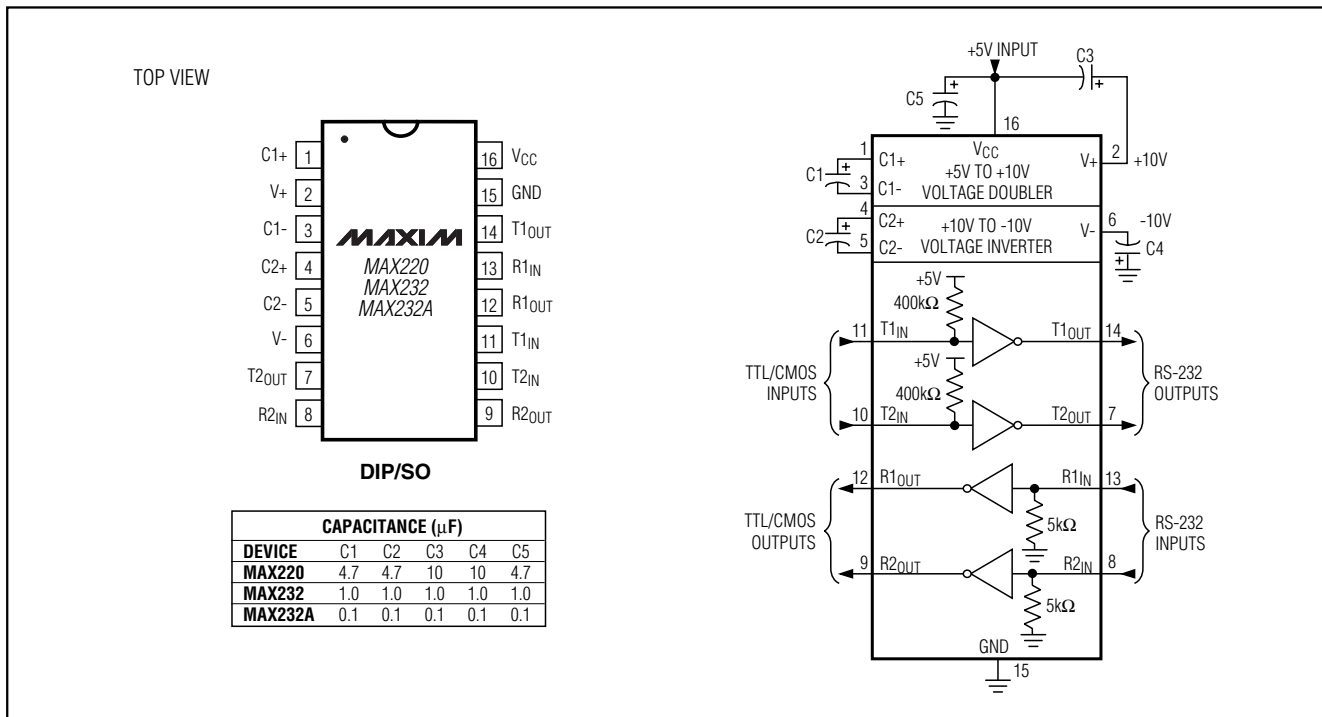 TOP VIEW
C1+ 1
V+ 2
C1- 3
C2+ 4
C2- 5
V- 6
T2OUT 7
R2IN 8
16 VCC
15 GND
14 T1OUT
13 R1IN
12 R1OUT
11 T1IN
10 T2IN
9 R2OUT
MAXIM
MAX220
MAX232
MAX232A
DIP/SO
CAPACITANCE (μF)
DEVICE C1 C2 C3 C4 C5
MAX220 4.7 4.7 10 10 4.7
MAX232 1.0 1.0 1.0 1.0 1.0
MAX232A 0.1 0.1 0.1 0.1 0.1
+5V INPUT
C3
+
+
C5
16
1
C1+
VCC
V+
2
+10V
+5V TO +10V
VOLTAGE DOUBLER
C1
+
3
C1-
4
C2+
+10V TO -10V
VOLTAGE INVERTER
V-
6
-10V
C2
+
5
C2-
C4
+
+5V
400kΩ
11 T1IN
T1OUT 14
+5V
400kΩ
TTL/CMOS
INPUTS
RS-232
OUTPUTS
10 T2IN
T2OUT 7
12 R1OUT
R1IN 13
5kΩ
TTL/CMOS
OUTPUTS
RS-232
INPUTS
9 R2OUT
R2IN 8
5kΩ
GND
15